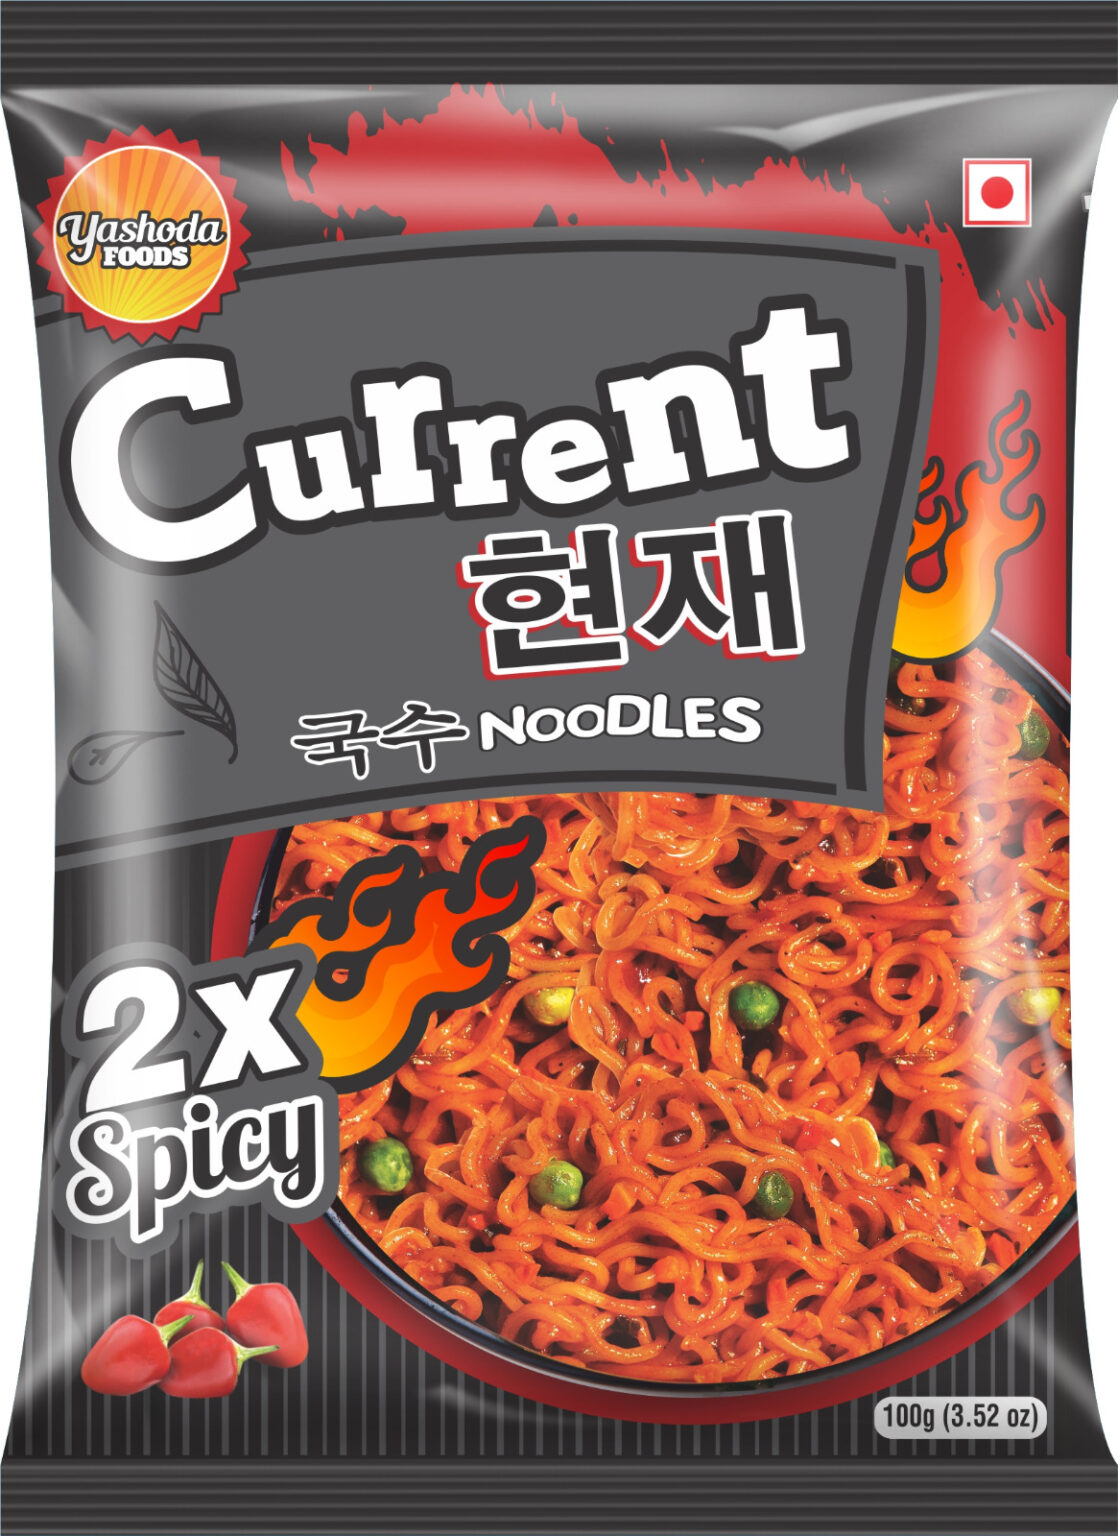 Yashoda
FOODS
Current
현재
국수 NOODLES
2x
Spicy
100g (3.52 oz)